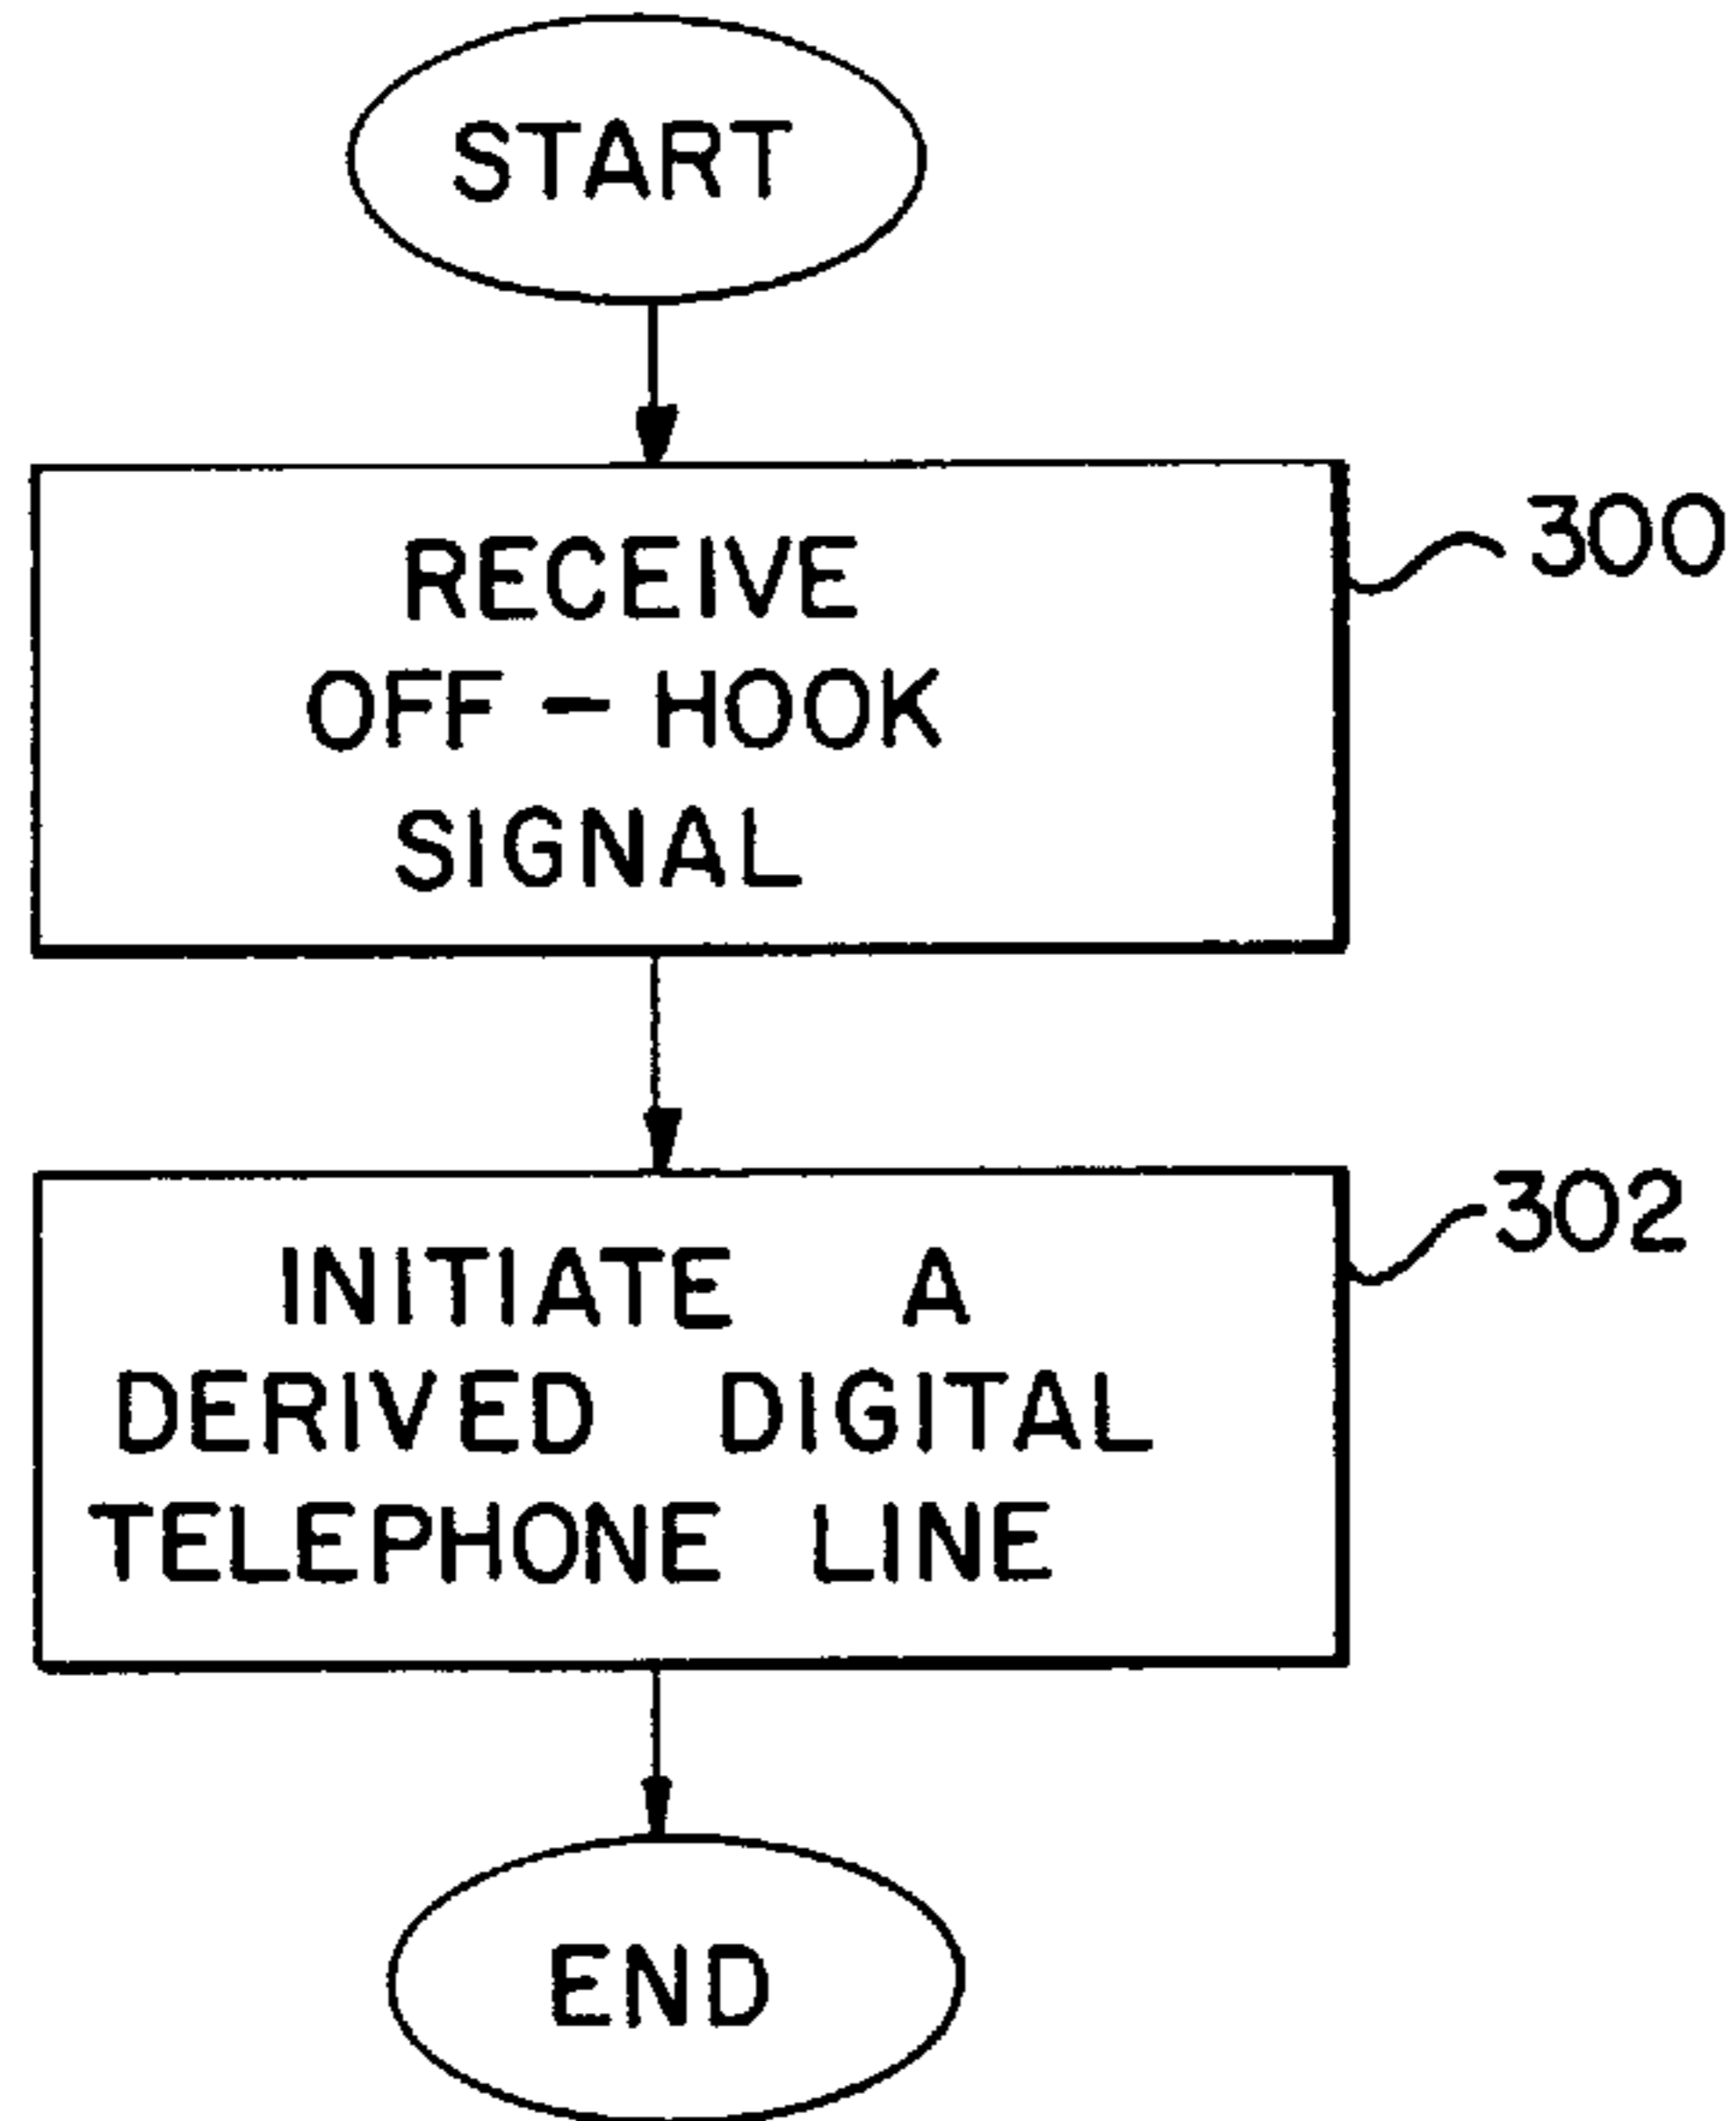 START
RECEIVE
OFF-HOOK
SIGNAL
300
INITIATE A
DERIVED DIGITAL
TELEPHONE LINE
302
END